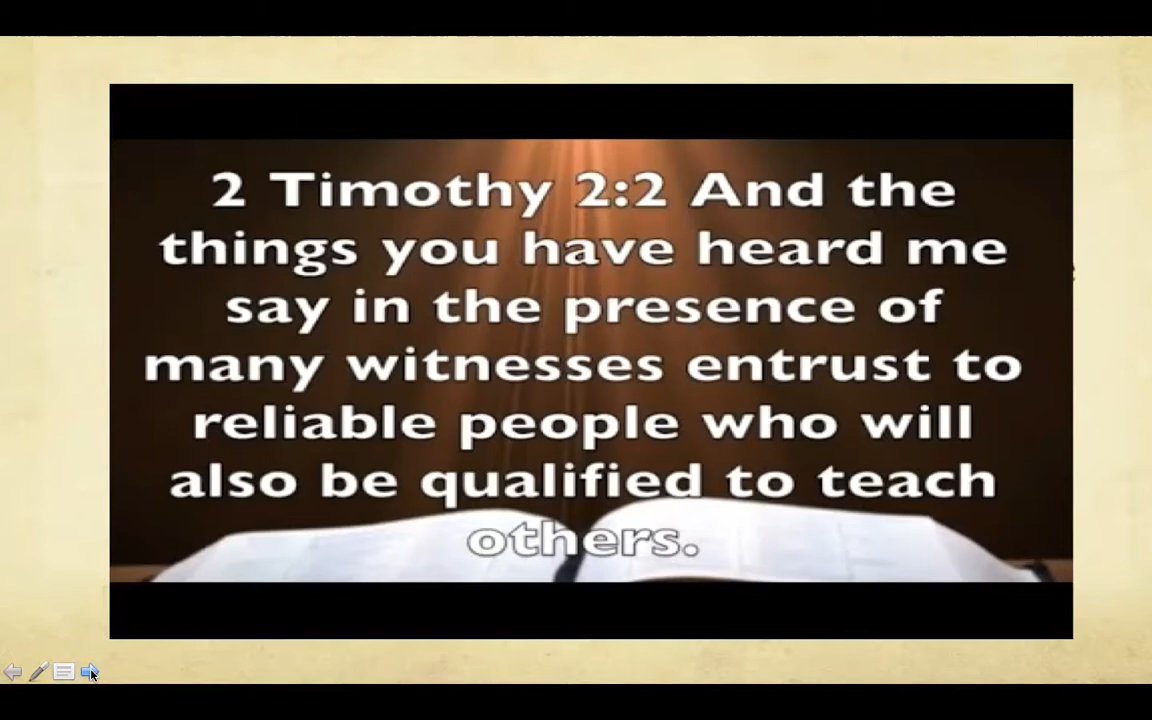 2 Timothy 2:2 And the
things you have heard me
say in the presence of
many witnesses entrust to
reliable people who will
also be qualified to teach
others.